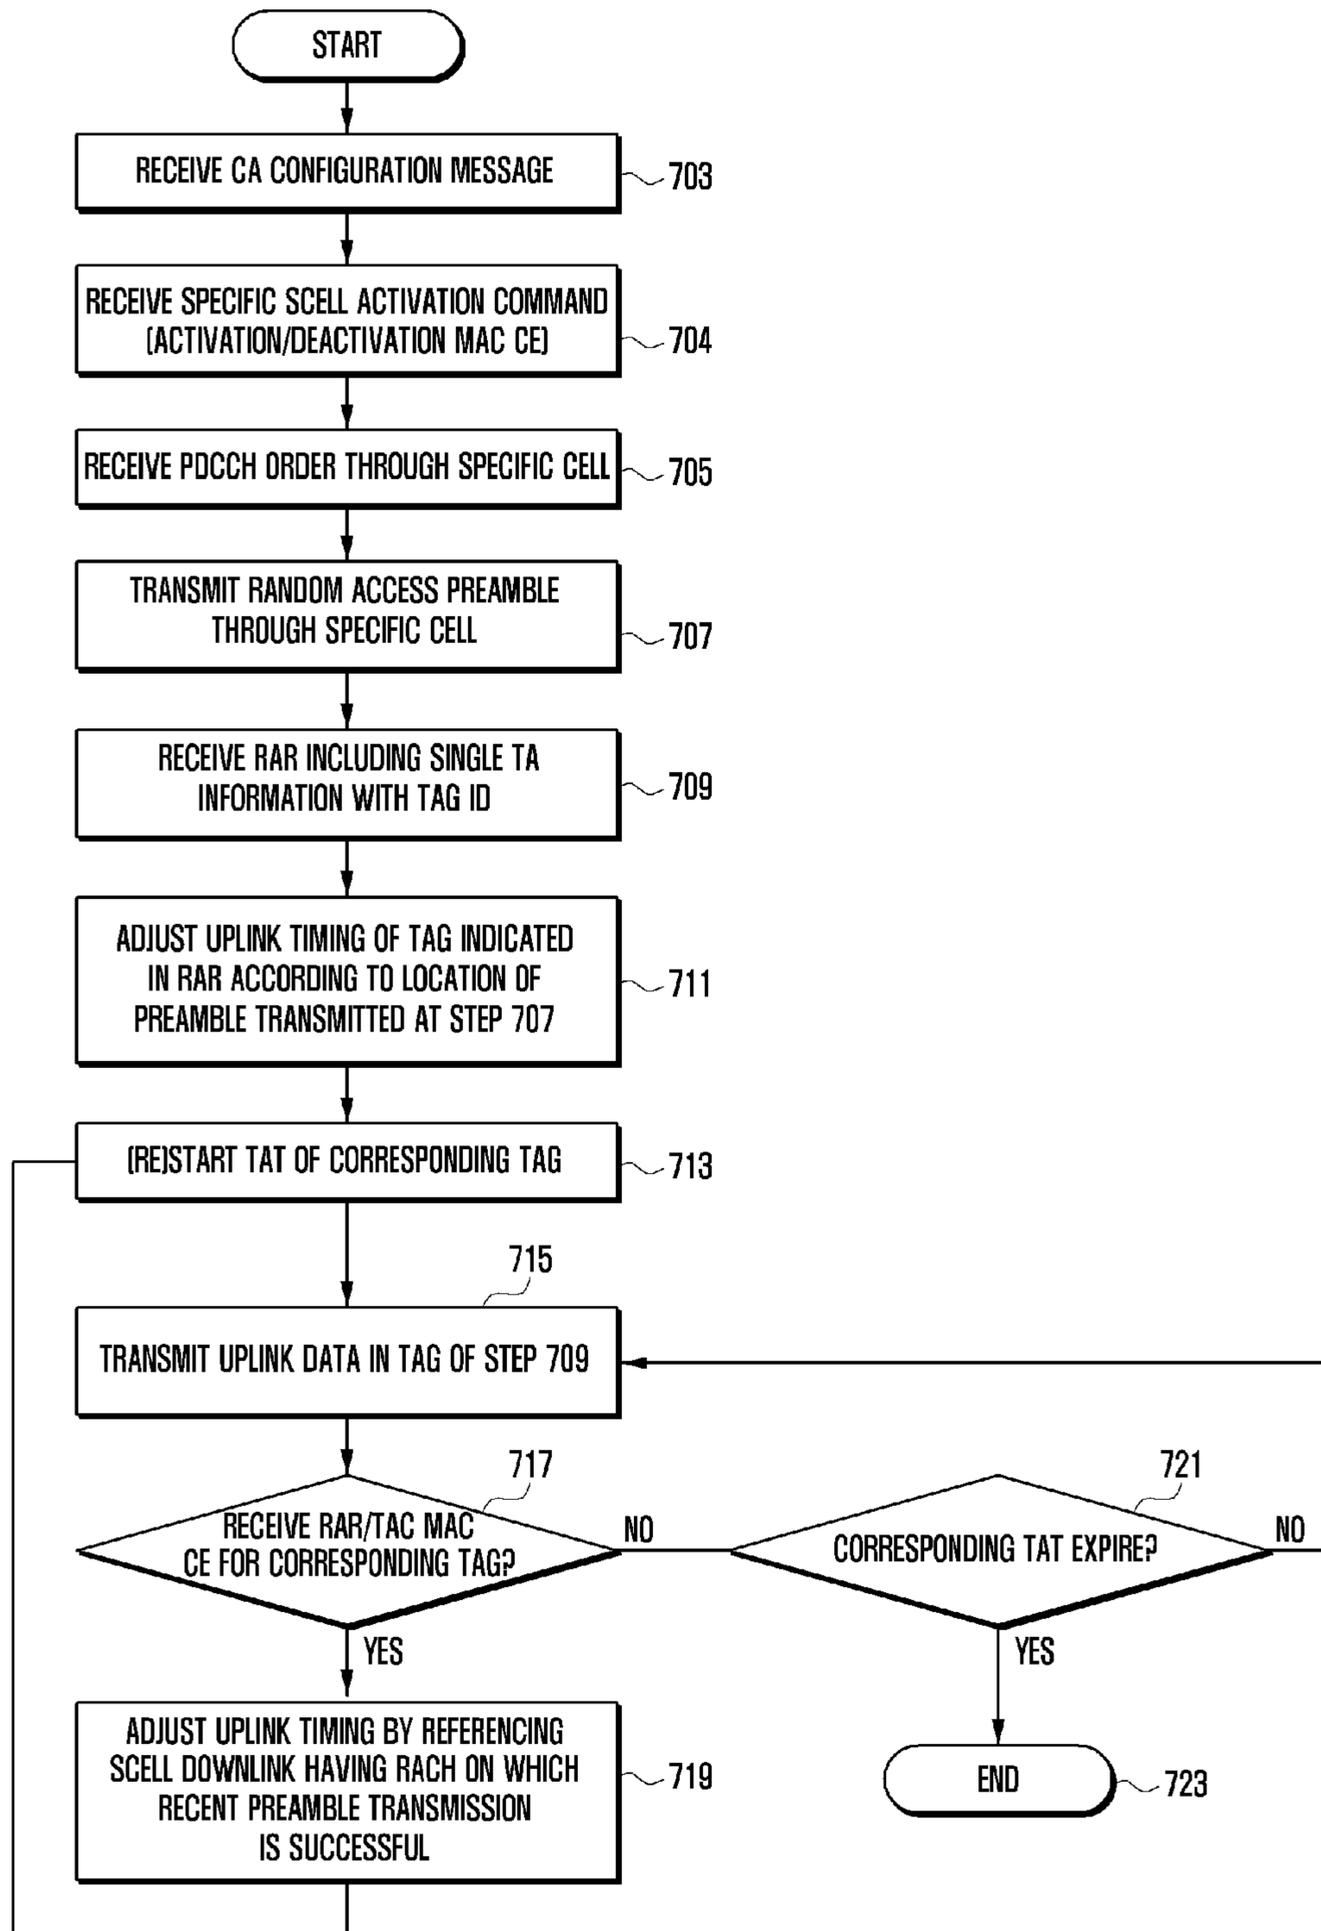 START
RECEIVE CA CONFIGURATION MESSAGE
703
RECEIVE SPECIFIC SCELL ACTIVATION COMMAND
(ACTIVATION/DEACTIVATION MAC CE)
704
RECEIVE PDCCH ORDER THROUGH SPECIFIC CELL
705
TRANSMIT RANDOM ACCESS PREAMBLE
THROUGH SPECIFIC CELL
707
RECEIVE RAR INCLUDING SINGLE TA
INFORMATION WITH TAG ID
709
ADJUST UPLINK TIMING OF TAG INDICATED
IN RAR ACCORDING TO LOCATION OF
PREAMBLE TRANSMITTED AT STEP 707
711
(RE)START TAT OF CORRESPONDING TAG
713
715
TRANSMIT UPLINK DATA IN TAG OF STEP 709
717
RECEIVE RAR/TAC MAC
CE FOR CORRESPONDING TAG?
NO
YES
721
CORRESPONDING TAT EXPIRE?
NO
YES
ADJUST UPLINK TIMING BY REFERENCING
SCELL DOWNLINK HAVING RACH ON WHICH
RECENT PREAMBLE TRANSMISSION
IS SUCCESSFUL
719
END
723